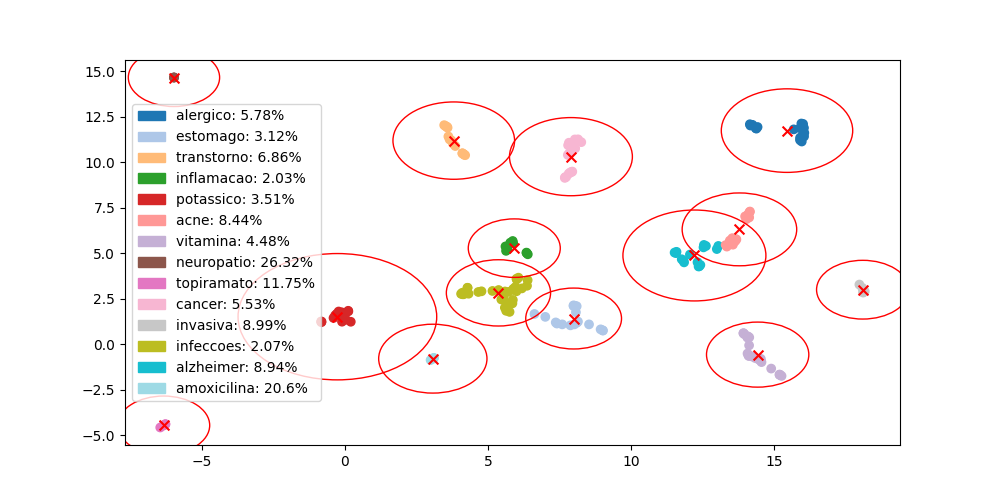 15.0
12.5
10.0
7.5
5.0
2.5
0.0
−2.5
−5.0
alergico: 5.78%
estomago: 3.12%
transtorno: 6.86%
inflamacao: 2.03%
potassico: 3.51%
acne: 8.44%
vitamina: 4.48%
neuropatio: 26.32%
topiramato: 11.75%
cancer: 5.53%
invasiva: 8.99%
infeccoes: 2.07%
alzheimer: 8.94%
amoxicilina: 20.6%
−5 0 5 10 15